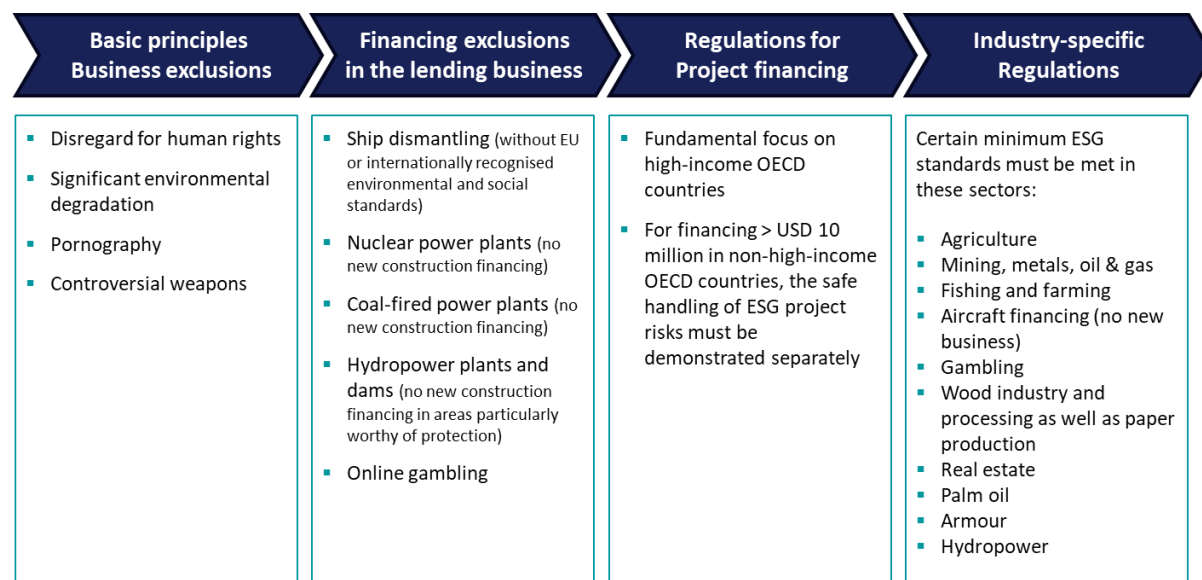 Basic principles
Business exclusions
Financing exclusions
in the lending business
Regulations for
Project financing
Industry-specific
Regulations
▪ Disregard for human rights
▪ Significant environmental
degradation
▪ Pornography
▪ Controversial weapons
▪ Ship dismantling (without EU
or internationally recognised
environmental and social
standards)
▪ Nuclear power plants (no
new construction financing)
▪ Coal-fired power plants (no
new construction financing)
▪ Hydropower plants and
dams (no new construction
financing in areas particularly
worthy of protection)
▪ Online gambling
▪ Fundamental focus on
high-income OECD
countries
▪ For financing > USD 10
million in non-high-income
OECD countries, the safe
handling of ESG project
risks must be
demonstrated separately
Certain minimum ESG
standards must be met in
these sectors:
▪ Agriculture
▪ Mining, metals, oil & gas
▪ Fishing and farming
▪ Aircraft financing (no new
business)
▪ Gambling
▪ Wood industry and
processing as well as paper
production
▪ Real estate
▪ Palm oil
▪ Armour
▪ Hydropower